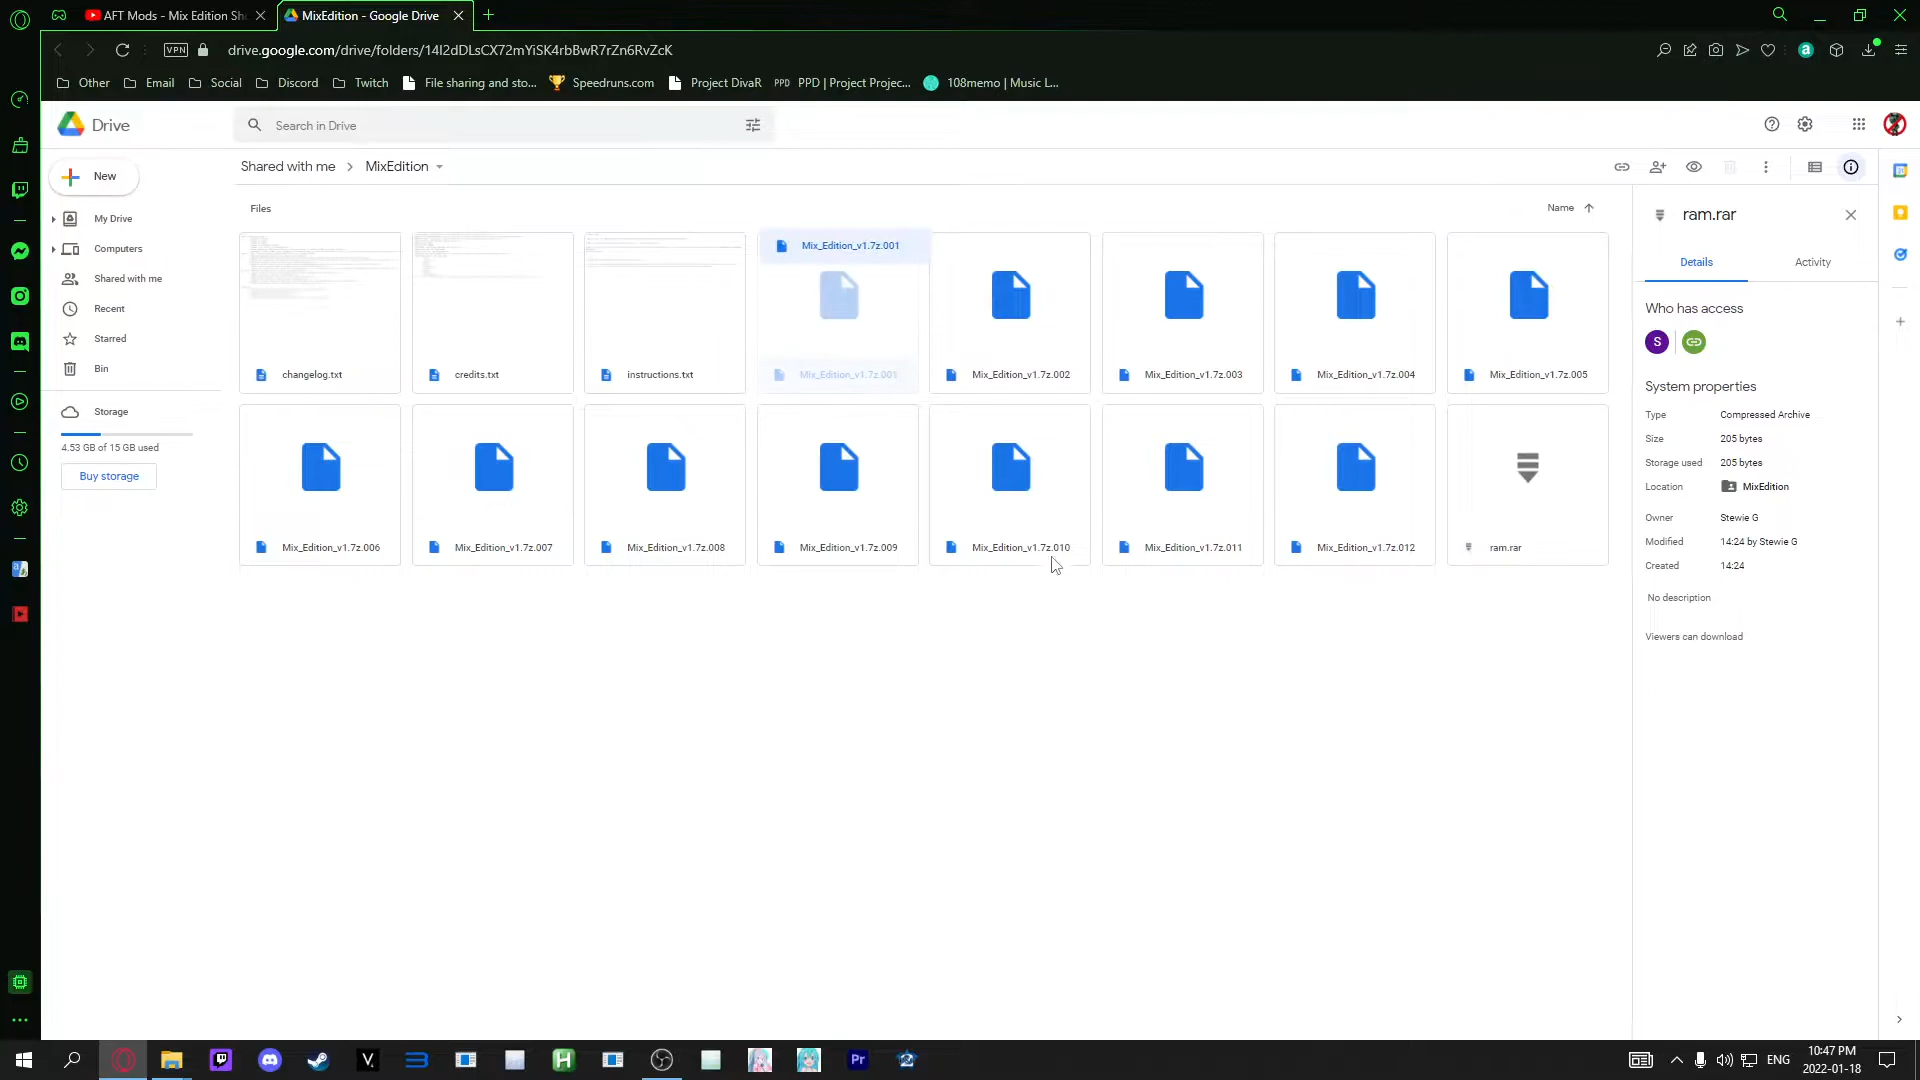 AFT Mods - Mix Edition Sh
MixEdition - Google Drive
VPN
drive.google.com/drive/folders/14l2dDLsCX72mYiSK4rbBwR7rZn6RvZcK
Other
Email
Social
Discord
Twitch
File sharing and sto...
Speedruns.com
Project DivaR
PPD
PPD | Project Projec...
108memo | Music L...
Drive
Search in Drive
New
Shared with me
MixEdition
My Drive
Computers
Shared with me
Recent
Starred
Bin
Storage
4.53 GB of 15 GB used
Buy storage
Files
Name
Mix_Edition_v1.7z.001
changelog.txt
credits.txt
instructions.txt
Mix_Edition_v1.7z.001
Mix_Edition_v1.7z.002
Mix_Edition_v1.7z.003
Mix_Edition_v1.7z.004
Mix_Edition_v1.7z.005
Mix_Edition_v1.7z.006
Mix_Edition_v1.7z.007
Mix_Edition_v1.7z.008
Mix_Edition_v1.7z.009
Mix_Edition_v1.7z.010
Mix_Edition_v1.7z.011
Mix_Edition_v1.7z.012
ram.rar
ram.rar
Details
Activity
Who has access
S
System properties
Type Compressed Archive
Size 205 bytes
Storage used 205 bytes
Location MixEdition
Owner Stewie G
Modified 14:24 by Stewie G
Created 14:24
No description
Viewers can download
ENG
10:47 PM
2022-01-18